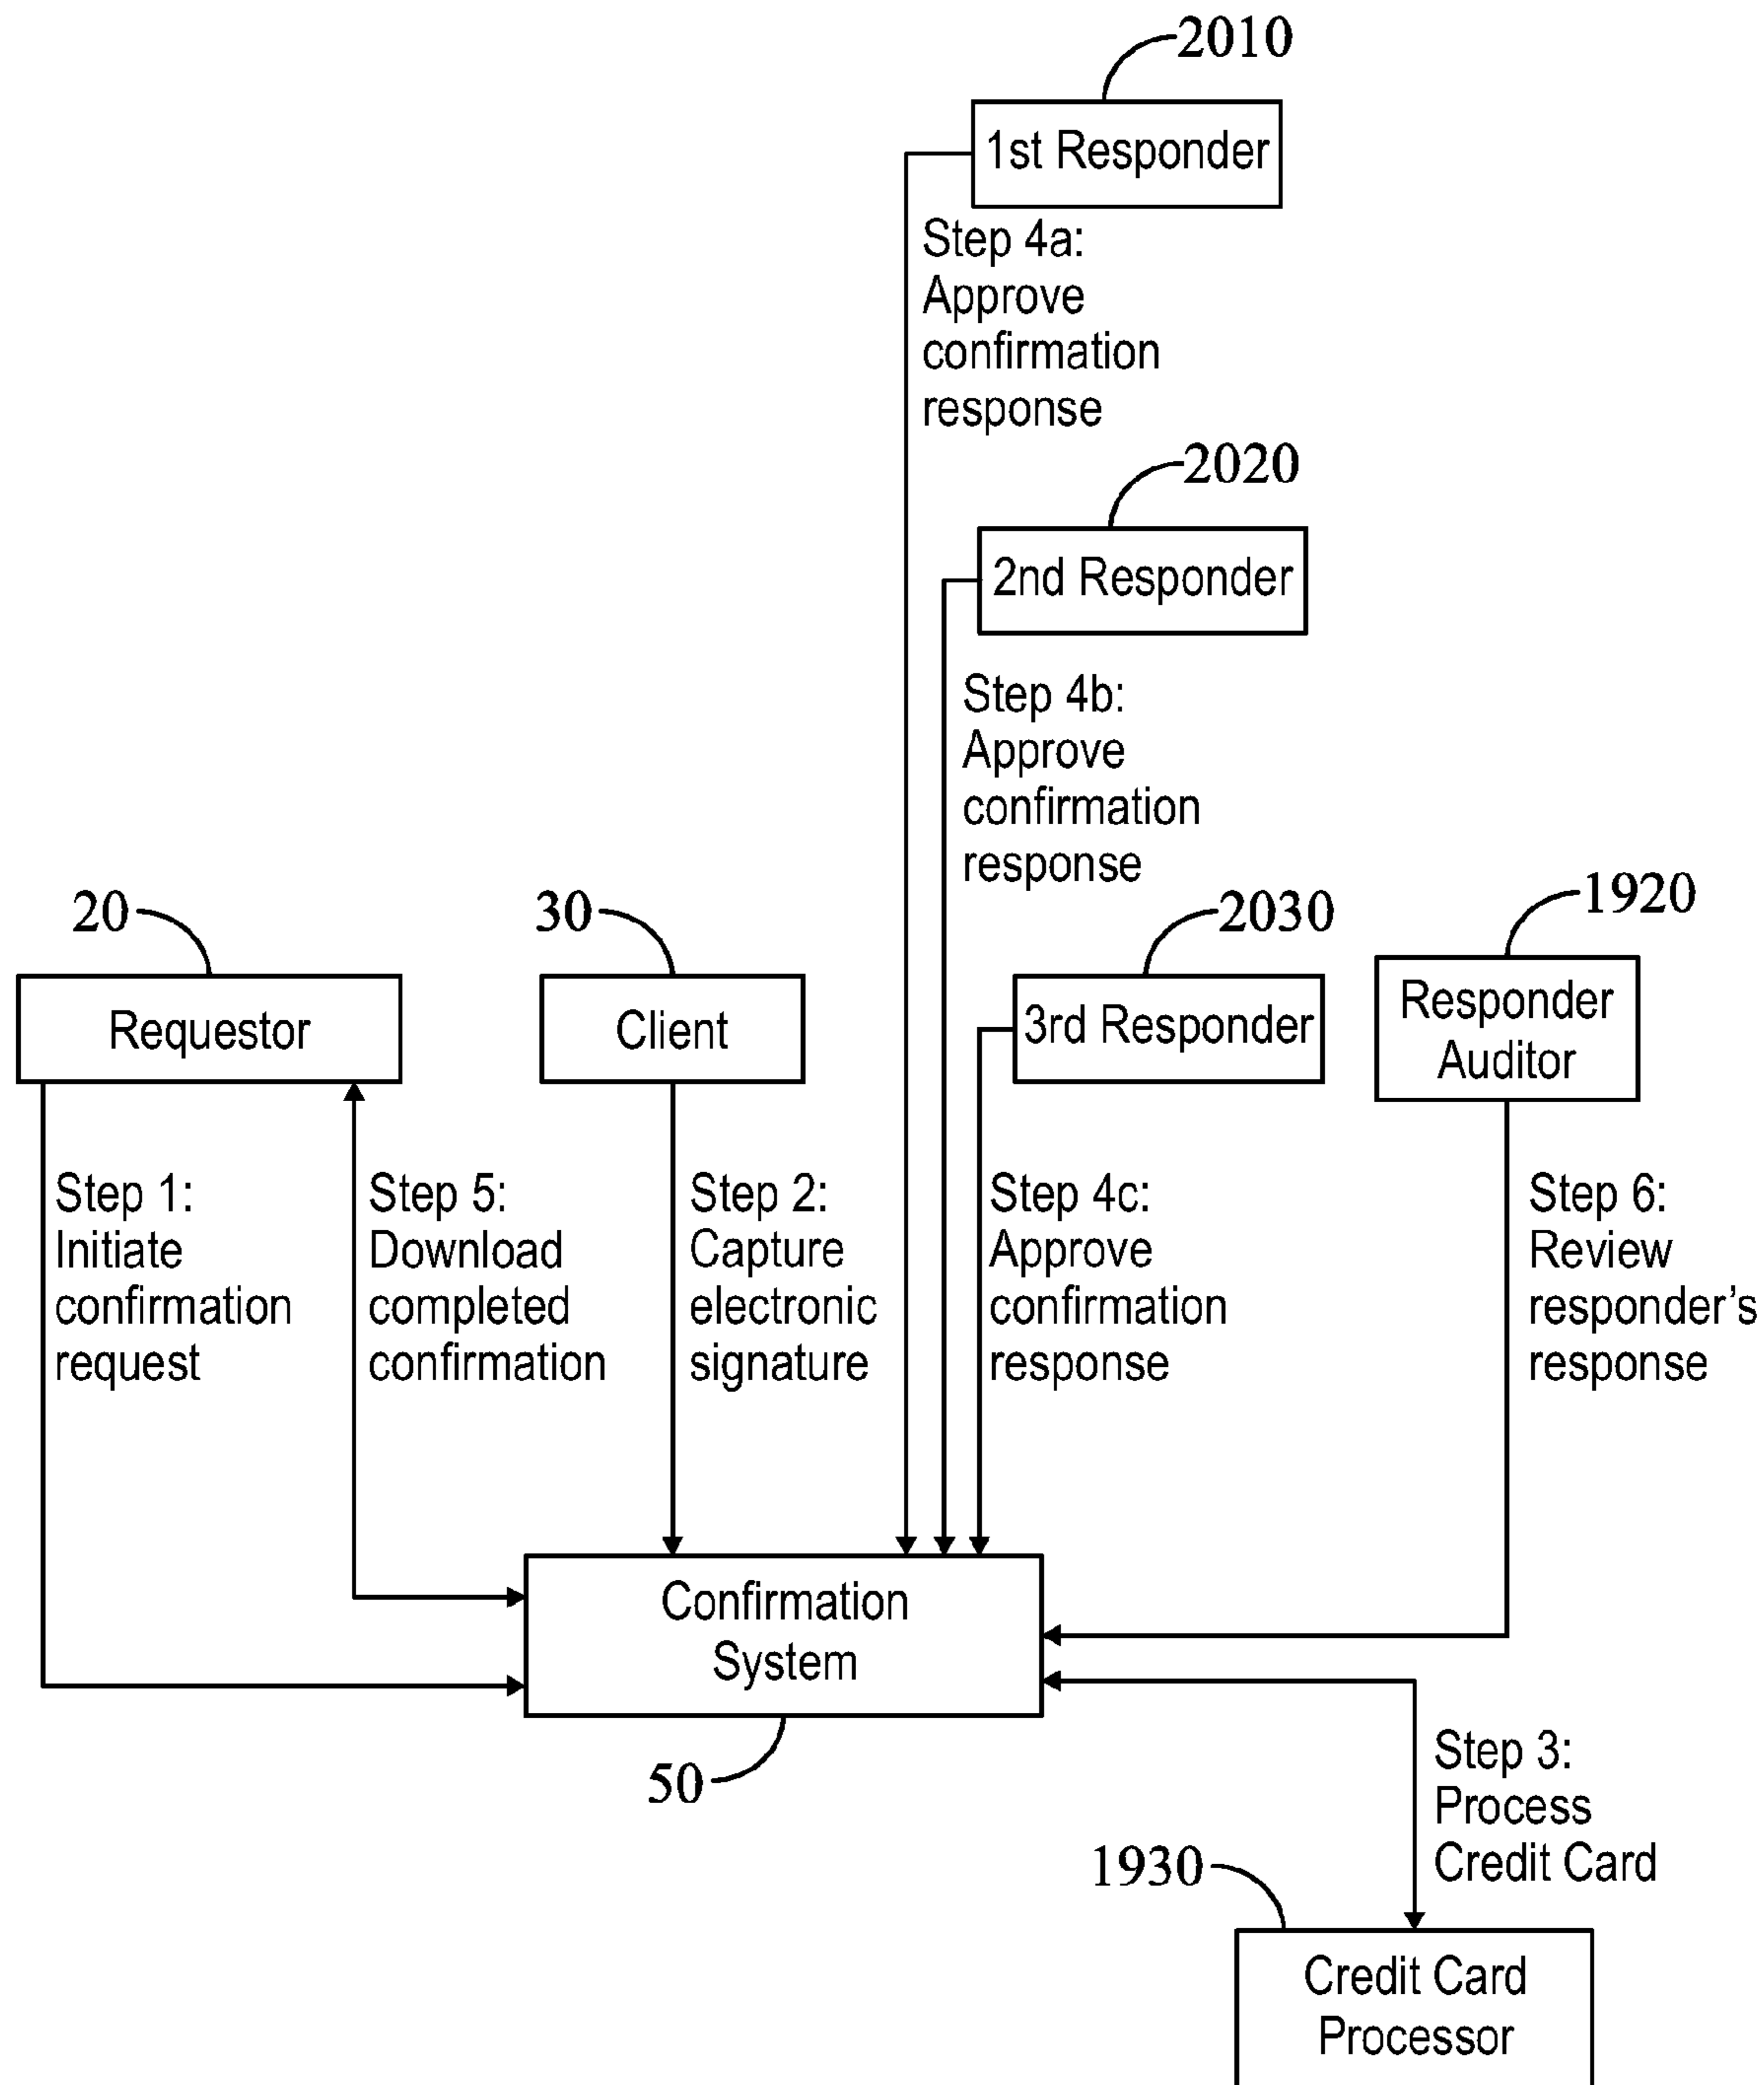 2010
1st Responder
Step 4a:
Approve
confirmation
response
2020
2nd Responder
Step 4b:
Approve
confirmation
response
20
30
2030
1920
Requestor
Client
3rd Responder
Responder
Auditor
Step 1:
Initiate
confirmation
request
Step 5:
Download
completed
confirmation
Step 2:
Capture
electronic
signature
Step 4c:
Approve
confirmation
response
Step 6:
Review
responder’s
response
Confirmation
System
50
Step 3:
Process
Credit Card
1930
Credit Card
Processor